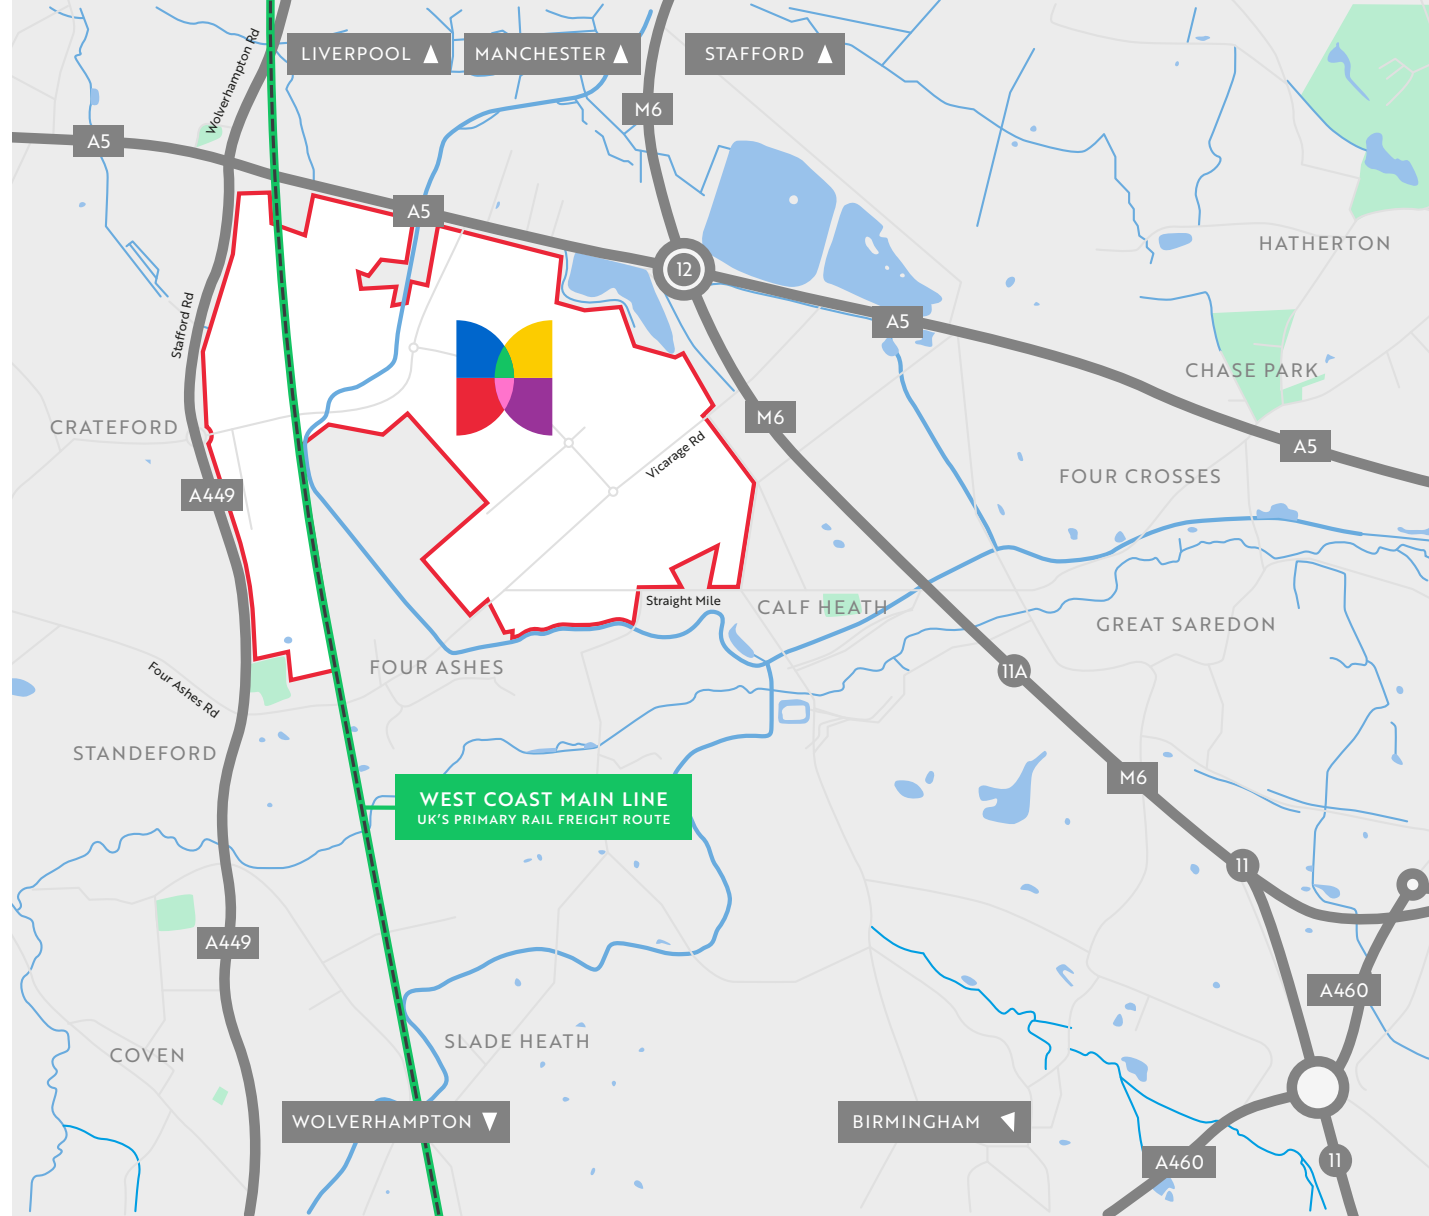 Wolverhampton Rd
LIVERPOOL
MANCHESTER
STAFFORD
M6
A5
A5
HATHERTON
12
Stafford Rd
A5
CHASE PARK
CRATEFORD
M6
A5
Vicarage Rd
FOUR CROSSES
A449
Straight Mile
CALF HEATH
GREAT SAREDON
FOUR ASHES
11A
Four Ashes Rd
STANDEFORD
M6
WEST COAST MAIN LINE
UK'S PRIMARY RAIL FREIGHT ROUTE
11
A449
A460
SLADE HEATH
COVEN
WOLVERHAMPTON
BIRMINGHAM
A460
11